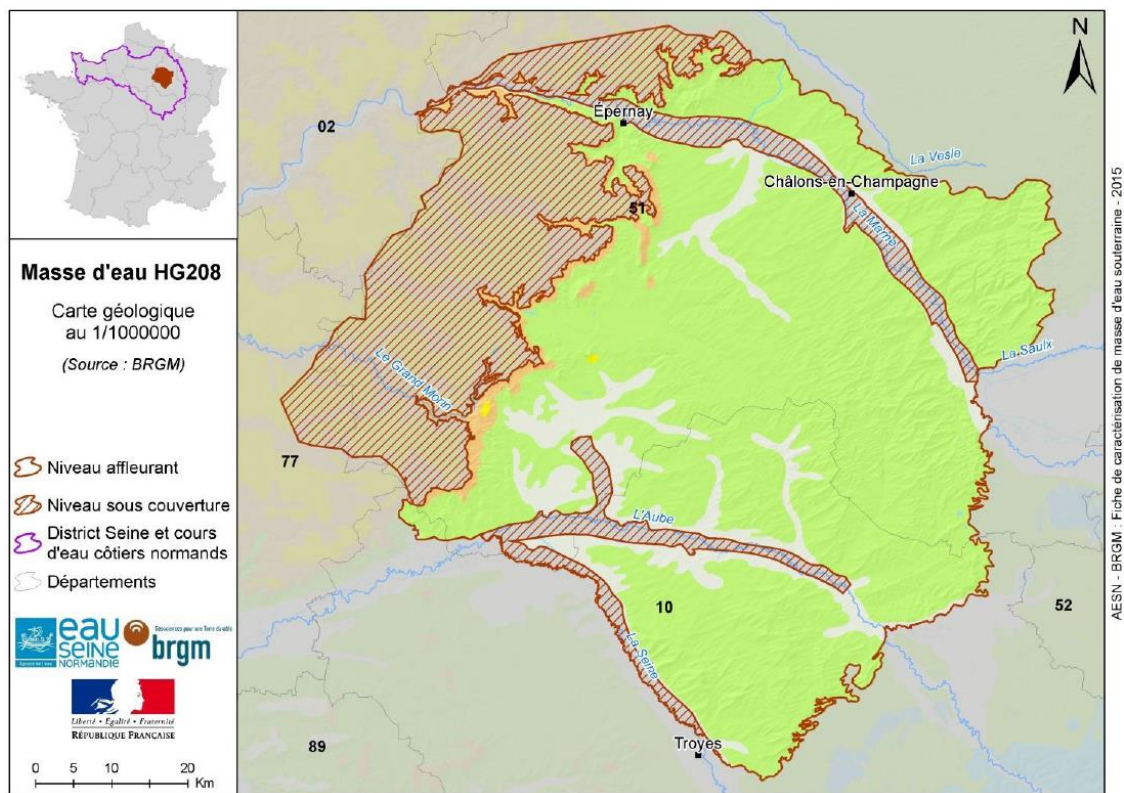 Masse d'eau HG208
Carte géologique
au 1/1000000
(Source : BRGM)
Niveau affleurant
Niveau sous couverture
District Seine et cours
d'eau côtiers normands
Départements
eau
SEINE
NORMANDIE
brgm
Liberté • Égalité • Fraternité
RÉPUBLIQUE FRANÇAISE
0 10 20
Km
N
02
Épernay
La Vesle
Châlons-en-Champagne
51
La Marne
La Saulx
Le Grand Morin
77
L'Aube
10
52
La Seine
Troyes
89
AESN - BRGM : Fiche de caractérisation de masse d'eau souterraine - 2015